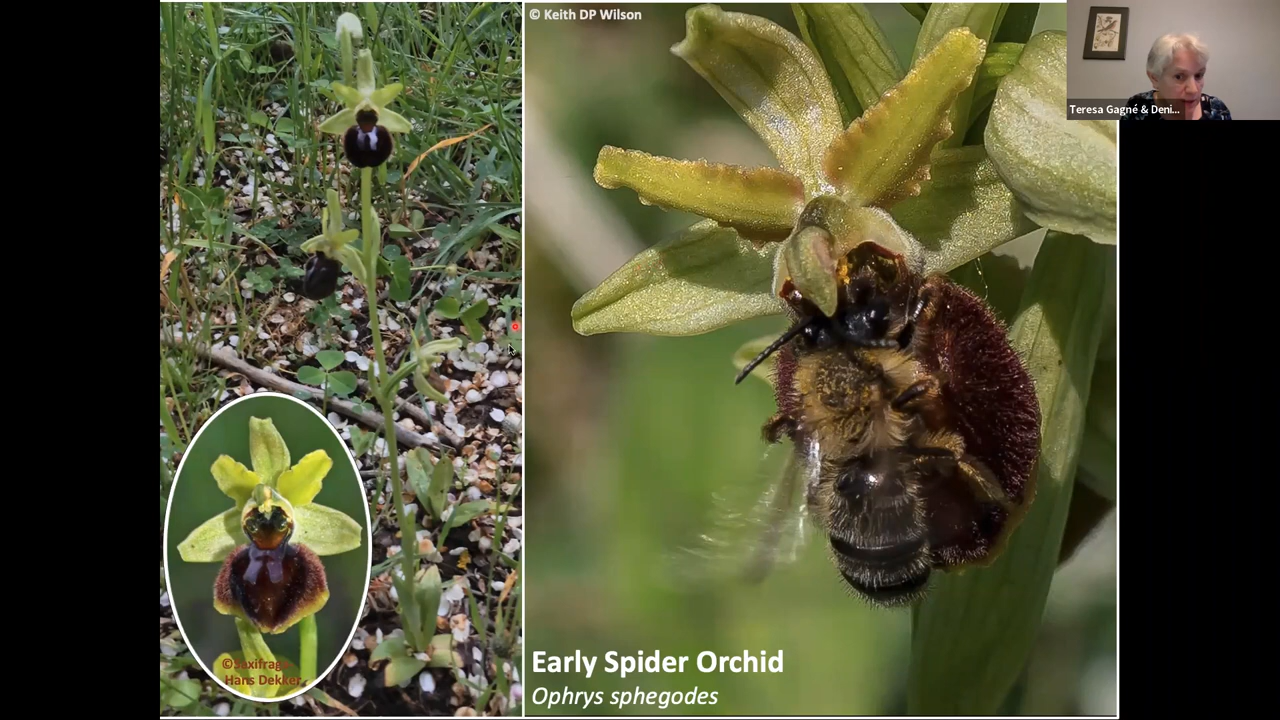 © Keith DP Wilson
Teresa Gagné & Deni...
©Saxifraga
Hans Dekker
Early Spider Orchid
Ophrys sphegodes